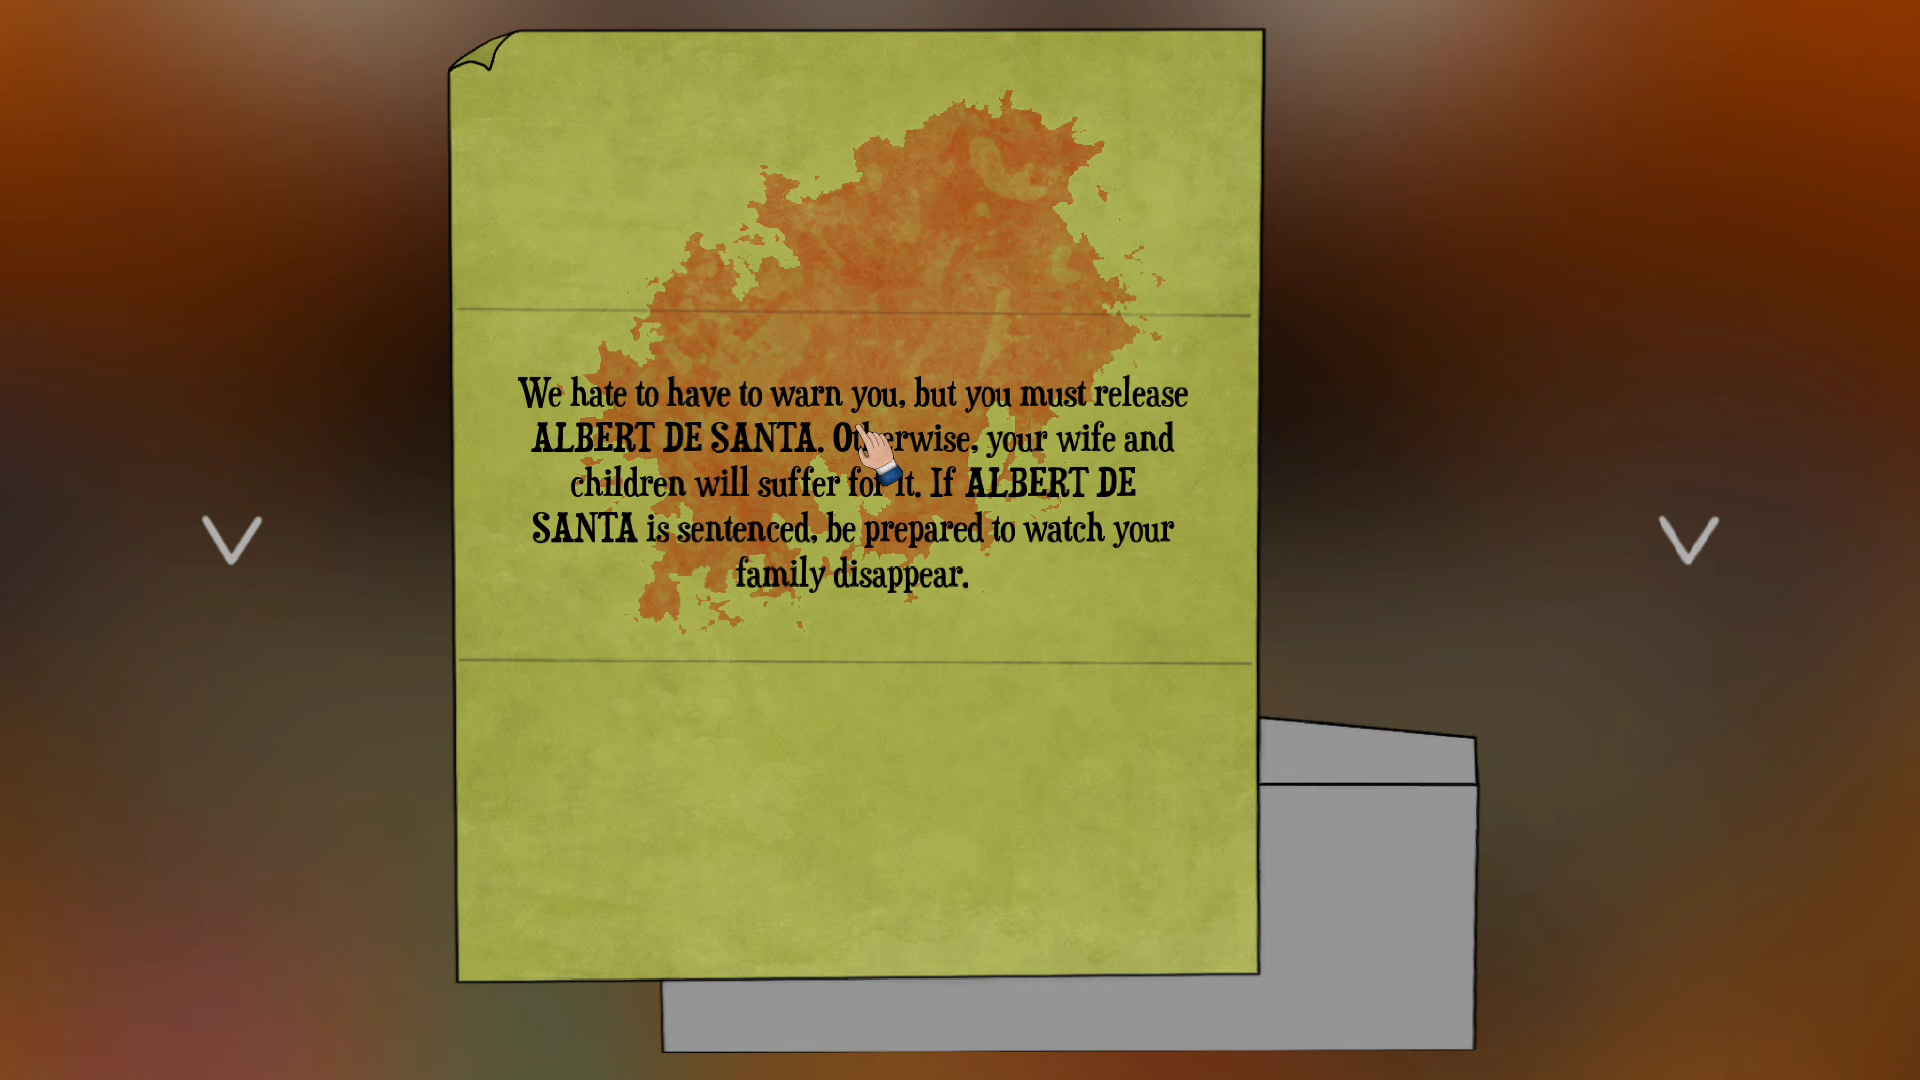 We hate to have to warn you, but you must release
ALBERT DE SANTA. Otherwise, your wife and
children will suffer for it. If ALBERT DE
SANTA is sentenced, be prepared to watch your
family disappear.